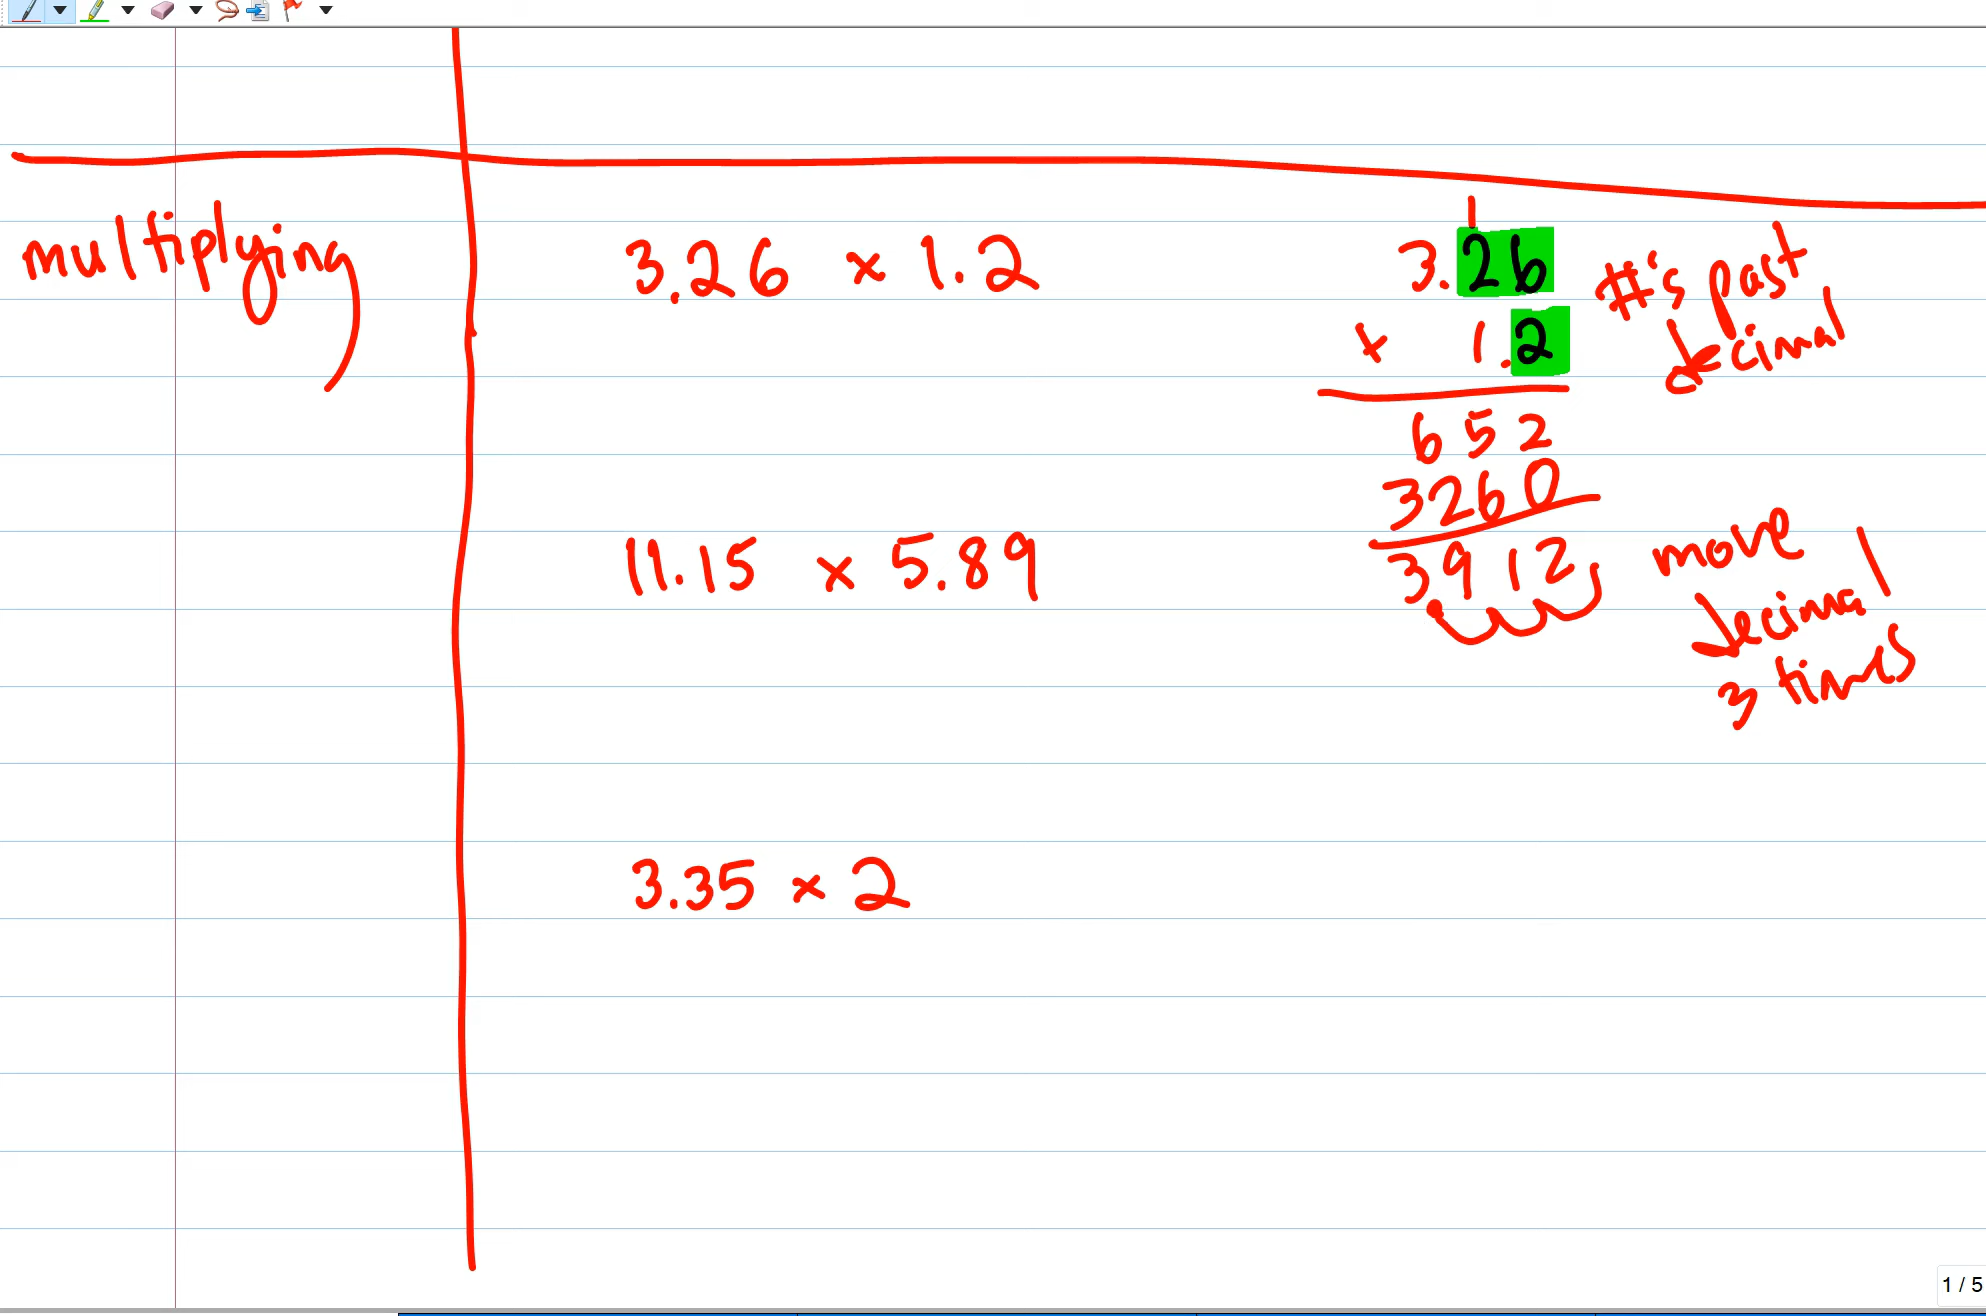 multiplying
3.26 x 1.2
1
3.26
x 1.2
652
3260
3912
#'s past
decimal
move
decimal
3 times
11.15 x 5.89
3.35 x 2
1 / 5